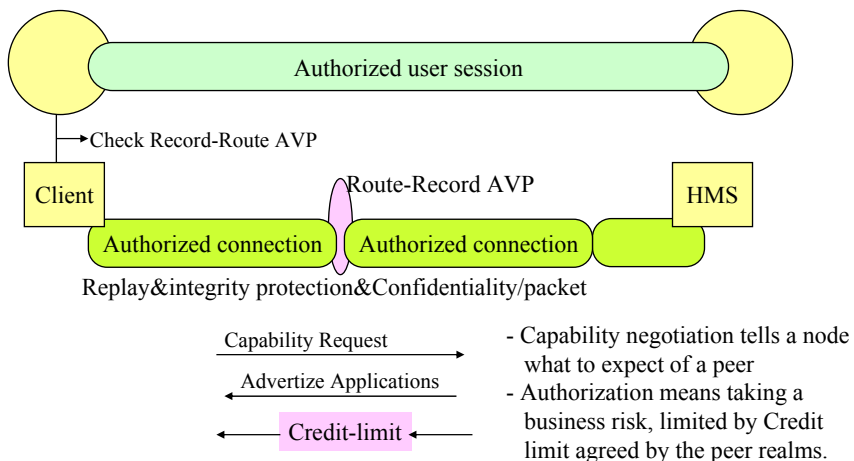 Authorized user session
Check Record-Route AVP
Client
Route-Record AVP
HMS
Authorized connection
Authorized connection
Replay&integrity protection&Confidentiality/packet
Capability Request
Advertize Applications
Credit-limit
- Capability negotiation tells a node
what to expect of a peer
- Authorization means taking a
business risk, limited by Credit
limit agreed by the peer realms.